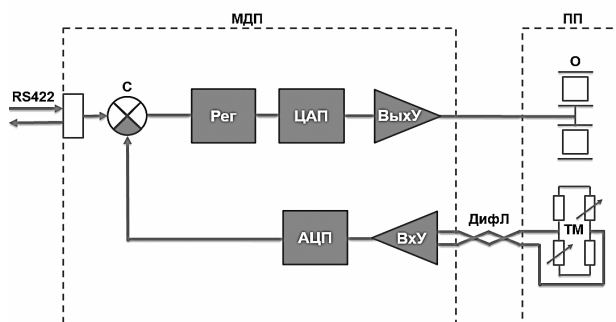 МДП
ПП
RS422
С
О
Рег
ЦАП
ВыхУ
ДифЛ
АЦП
ВхУ
ТМ